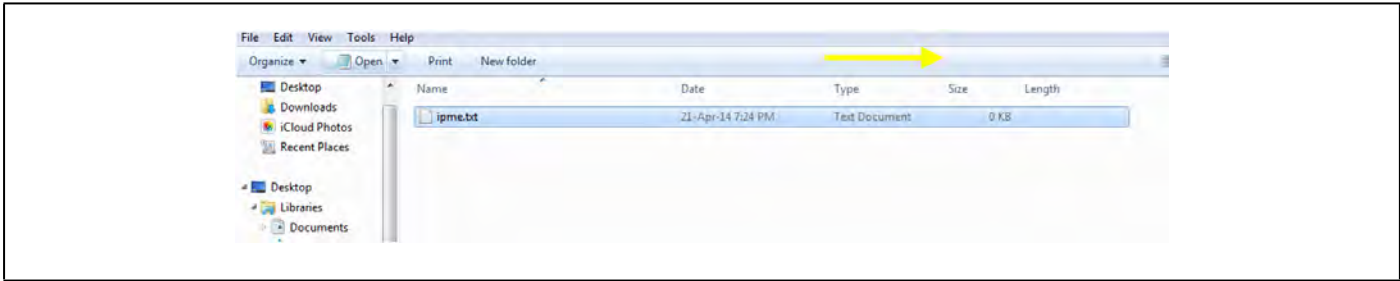 File Edit View Tools Help
Organize Open Print New folder
Desktop
Downloads
iCloud Photos
Recent Places
Desktop
Libraries
Documents
Name Date Type Size Length
ipme.txt 21-Apr-14 7:24 PM Text Document 0 KB